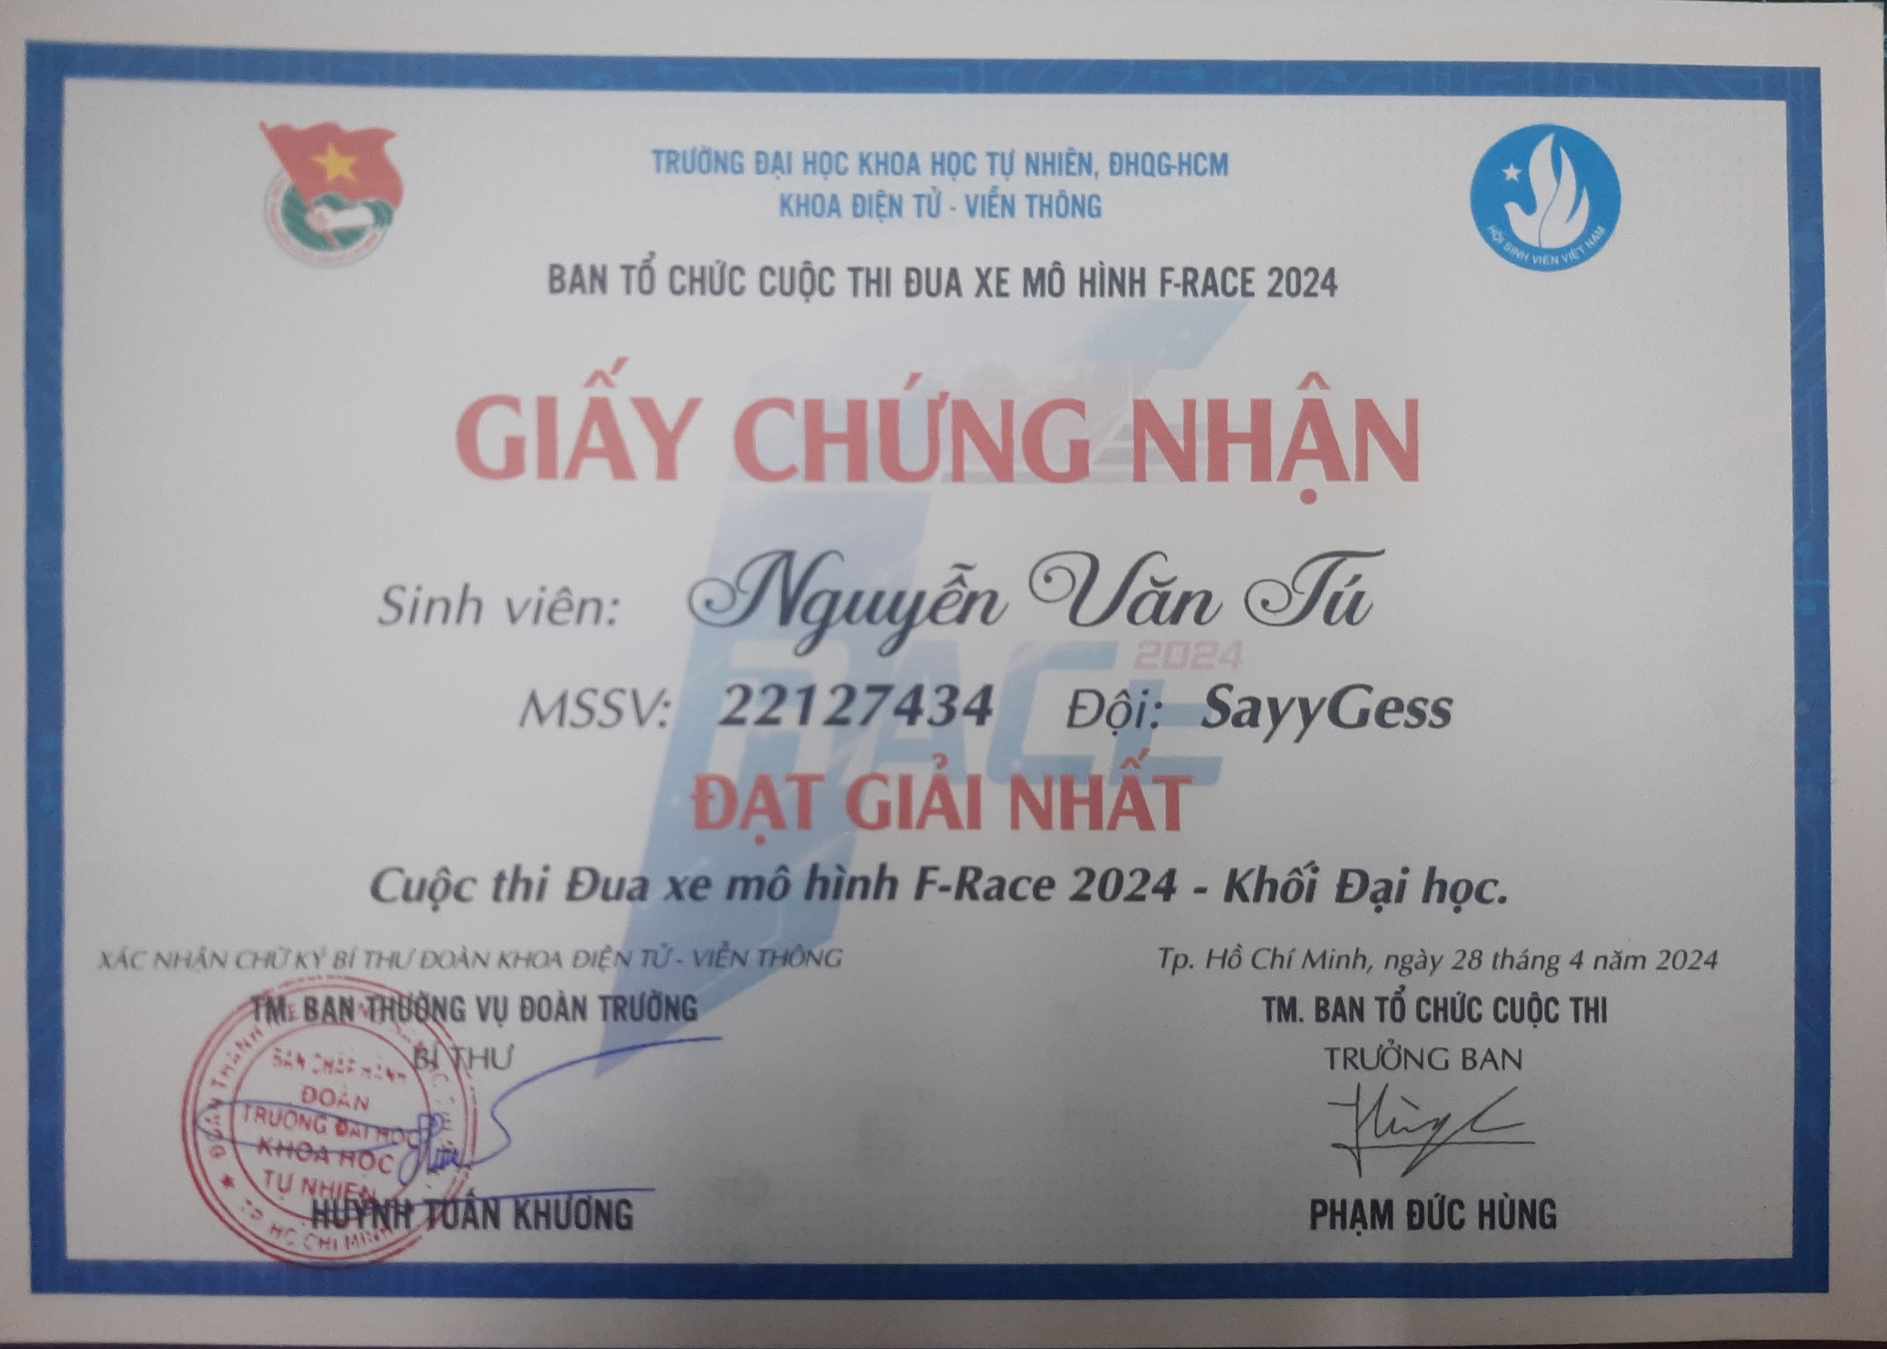 TRƯỜNG ĐẠI HỌC KHOA HỌC TỰ NHIÊN, ĐHQG-HCM
KHOA ĐIỆN TỬ - VIỄN THÔNG
HỘI SINH VIÊN VIỆT NAM
BAN TỔ CHỨC CUỘC THI ĐUA XE MÔ HÌNH F-RACE 2024
GIẤY CHỨNG NHẬN
Sinh viên: Nguyễn Văn Tú
RACE 2024
MSSV: 22127434 Đội: SayyGess
ĐẠT GIẢI NHẤT
Cuộc thi Đua xe mô hình F-Race 2024 - Khối Đại học.
XÁC NHẬN CHỮ KÝ BÍ THƯ ĐOÀN KHOA ĐIỆN TỬ - VIỄN THÔNG
TM. BAN THƯỜNG VỤ ĐOÀN TRƯỜNG
BÍ THƯ
BAN CHẤP HÀNH
ĐOÀN
TRƯỜNG ĐẠI HỌC
KHOA HỌC
TỰ NHIÊN
TP HỒ CHÍ MINH
HUỲNH TUẤN KHƯƠNG
Tp. Hồ Chí Minh, ngày 28 tháng 4 năm 2024
TM. BAN TỔ CHỨC CUỘC THI
TRƯỞNG BAN
Hùng
PHẠM ĐỨC HÙNG